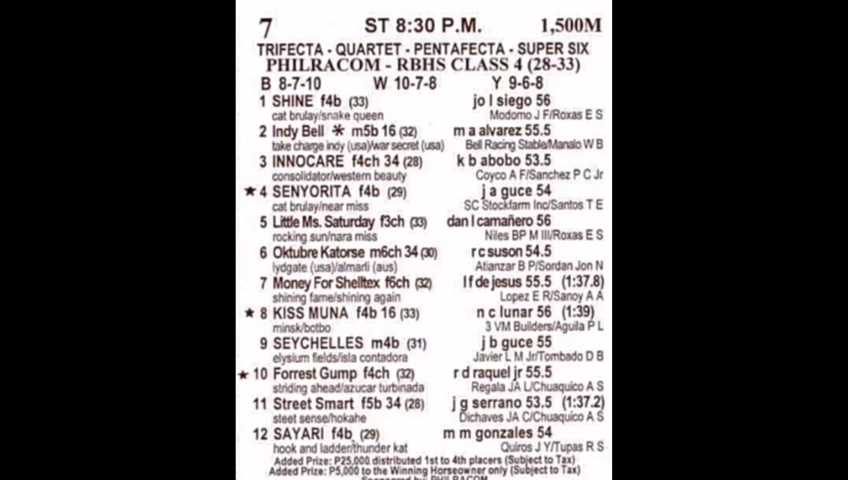 7 ST 8:30 P.M. 1,500M
TRIFECTA - QUARTET - PENTAFECTA - SUPER SIX
PHILRACOM - RBHS CLASS 4 (28-33)
B 8-7-10 W 10-7-8 Y 9-6-8
1 SHINE f4b (33) jo l siego 56
cat brulay/snake queen Modomo J F/Roxas E S
2 Indy Bell * m5b 16 (32) m a alvarez 55.5
take charge indy (usa)/war secret (usa) Bell Racing Stable/Manalo W B
3 INNOCARE f4ch 34 (28) k b abobo 53.5
consolidator/western beauty Coyco A F/Sanchez P C Jr
★ 4 SENYORITA f4b (29) j a guce 54
cat brulay/near miss SC Stockfarm Inc/Santos T E
5 Little Ms. Saturday f3ch (33) dan l camañero 56
rocking sun/nara miss Niles BP M III/Roxas E S
6 Oktubre Katorse m6ch 34 (30) r c suson 54.5
lydgate (usa)/almarli (aus) Atianzar B P/Sordan Jon N
7 Money For Shelltex f6ch (32) l f de jesus 55.5 (1:37.8)
shining fame/shining again Lopez E R/Sanoy A A
★ 8 KISS MUNA f4b 16 (33) n c lunar 56 (1:39)
minsk/botbo 3 VM Builders/Aguila P L
9 SEYCHELLES m4b (31) j b guce 55
elysium fields/isla contadora Javier L M Jr/Tombado D B
★ 10 Forrest Gump f4ch (32) r d raquel jr 55.5
striding ahead/azucar turbinada Regala JA L/Chuaquico A S
11 Street Smart f5b 34 (28) j g serrano 53.5 (1:37.2)
steet sense/hokahe Dichaves JA C/Chuaquico A S
12 SAYARI f4b (29) m m gonzales 54
hook and ladder/thunder kat Quiros J Y/Tupas R S
Added Prize: P25,000 distributed 1st to 4th placers (Subject to Tax)
Added Prize: P5,000 to the Winning Horseowner only (Subject to Tax)
Sponsored by PHILRACOM